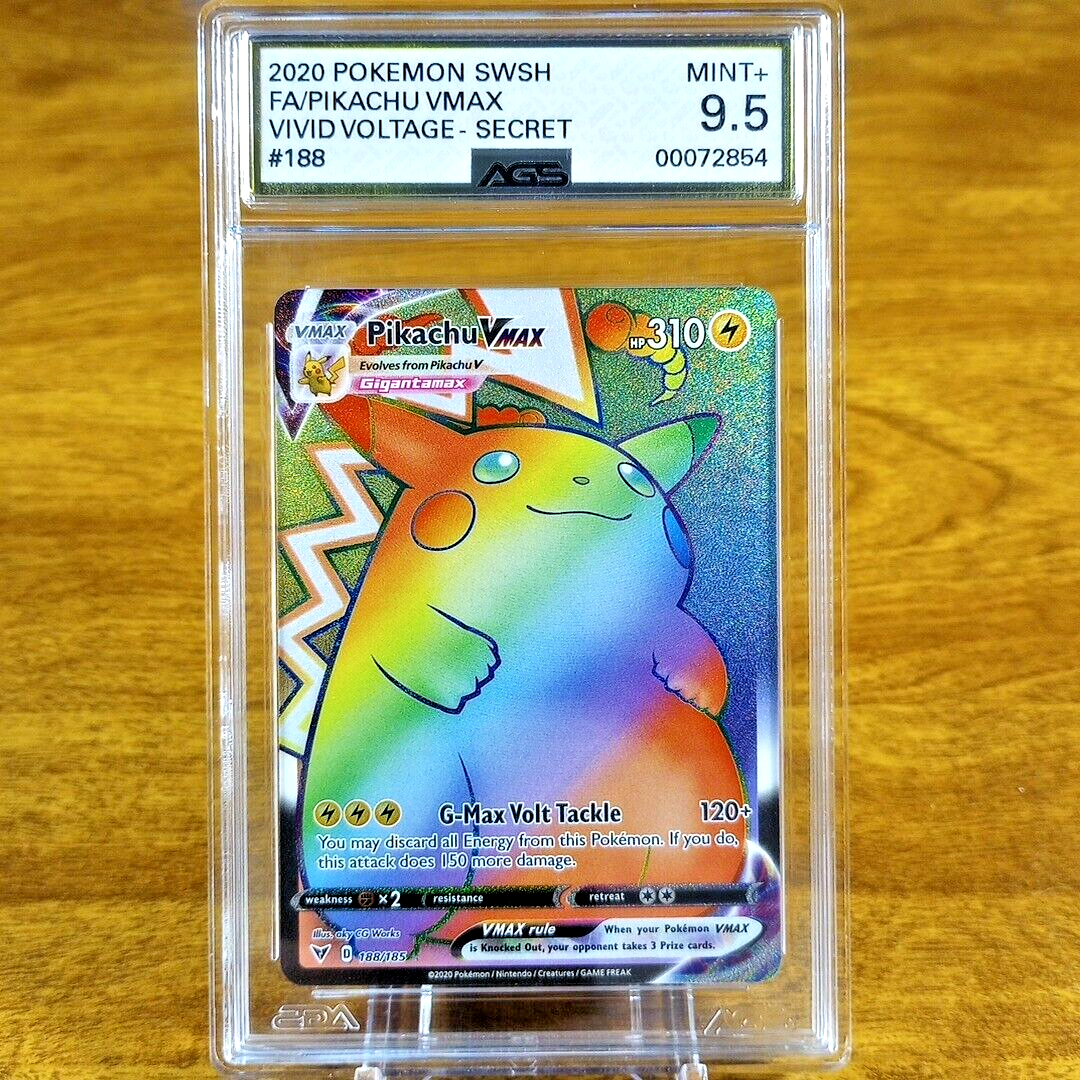 2020 POKEMON SWSH MINT+
FA/PIKACHU VMAX 9.5
VIVID VOLTAGE - SECRET
#188 AGS 00072854
VMAX Pikachu VMAX HP 310
Evolves from Pikachu V
Gigantamax
G-Max Volt Tackle 120+
You may discard all Energy from this Pokémon. If you do,
this attack does 150 more damage.
weakness ×2 resistance retreat
Illus. aky CG Works VMAX rule When your Pokémon VMAX
is Knocked Out, your opponent takes 3 Prize cards.
D 188/185
©2020 Pokémon / Nintendo / Creatures / GAME FREAK
AGS AGS